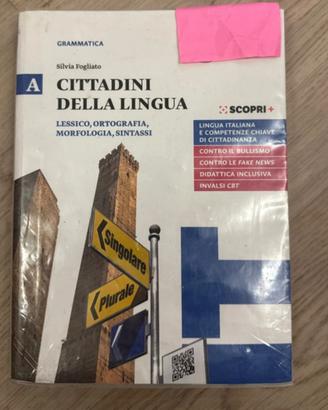 GRAMMATICA
Silvia Fogliato
A CITTADINI
DELLA LINGUA
LESSICO, ORTOGRAFIA,
MORFOLOGIA, SINTASSI
SCOPRI +
LINGUA ITALIANA
E COMPETENZE CHIAVE
DI CITTADINANZA
CONTRO IL BULLISMO
CONTRO LE FAKE NEWS
DIDATTICA INCLUSIVA
INVALSI CBT
Singolare
Plurale